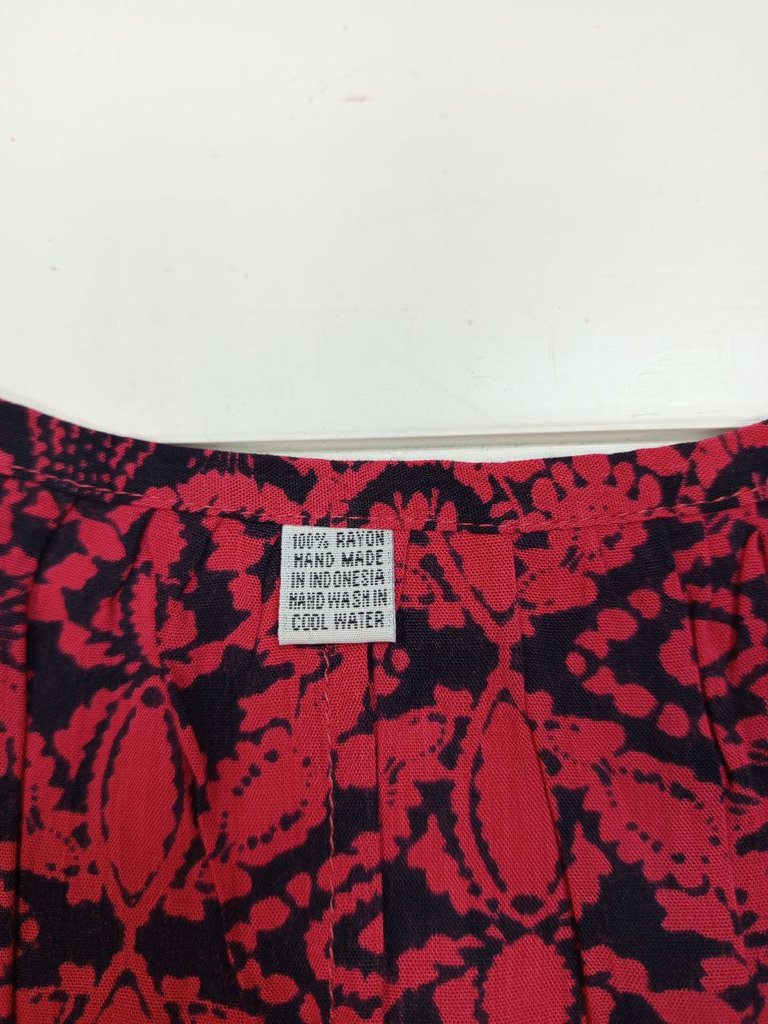 100% RAYON
HAND MADE
IN INDONESIA
HAND WASH IN
COOL WATER